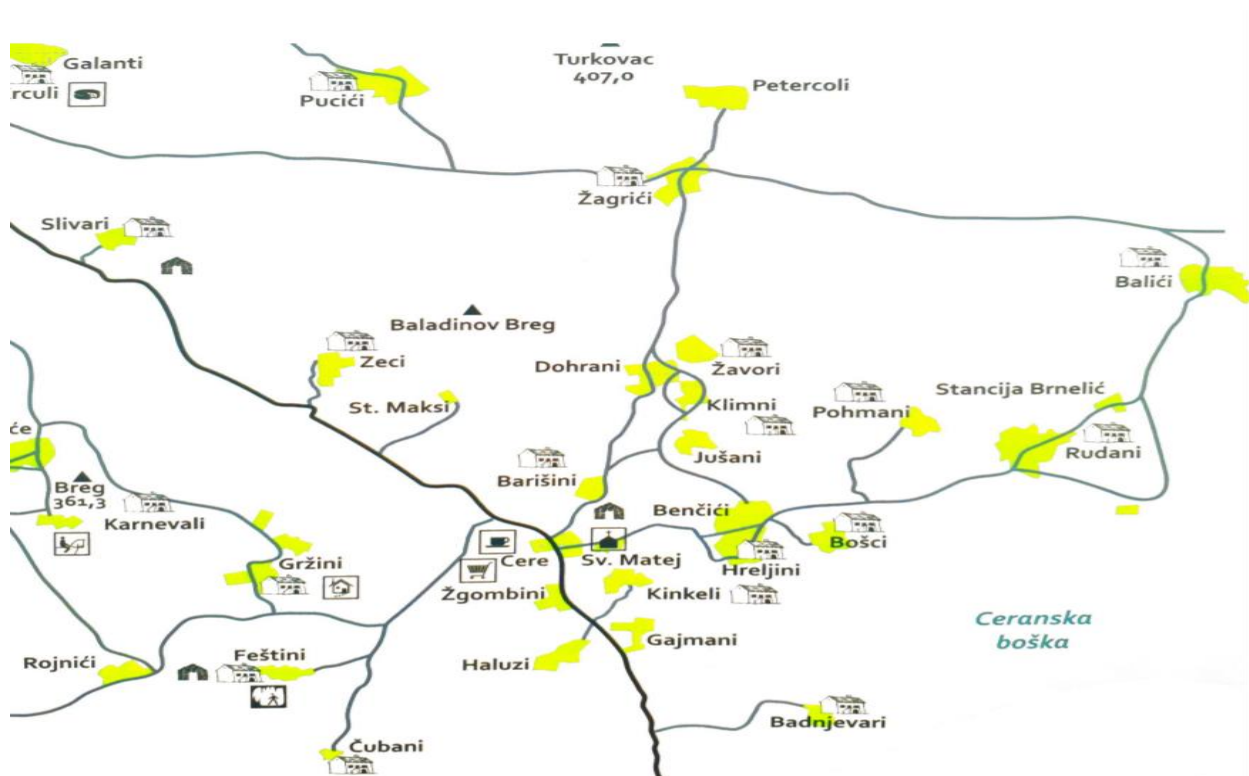 Galanti
rculi
Pucići
Turkovac
407,0
Petercoli
Žagrići
Slivari
Balići
Baladinov Breg
Zeci
Dohrani
Žavori
St. Maksi
Klimni
Pohmani
Stancija Brnelić
će
Jušani
Rudani
Barišini
Breg
361,3
Karnevali
Benčići
Bošci
Cere
Sv. Matej
Hreljini
Gržini
Žgombini
Kinkeli
Ceranska
boška
Gajmani
Rojnići
Feštini
Haluzi
Badnjevari
Čubani